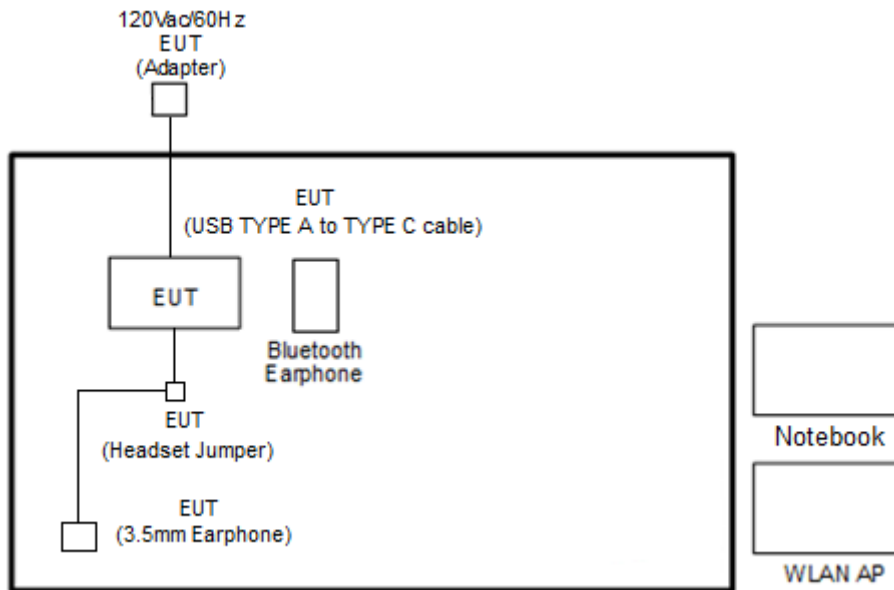 120Vac/60Hz
EUT
(Adapter)
EUT
(USB TYPE A to TYPE C cable)
EUT
Bluetooth
Earphone
EUT
(Headset Jumper)
EUT
(3.5mm Earphone)
Notebook
WLAN AP